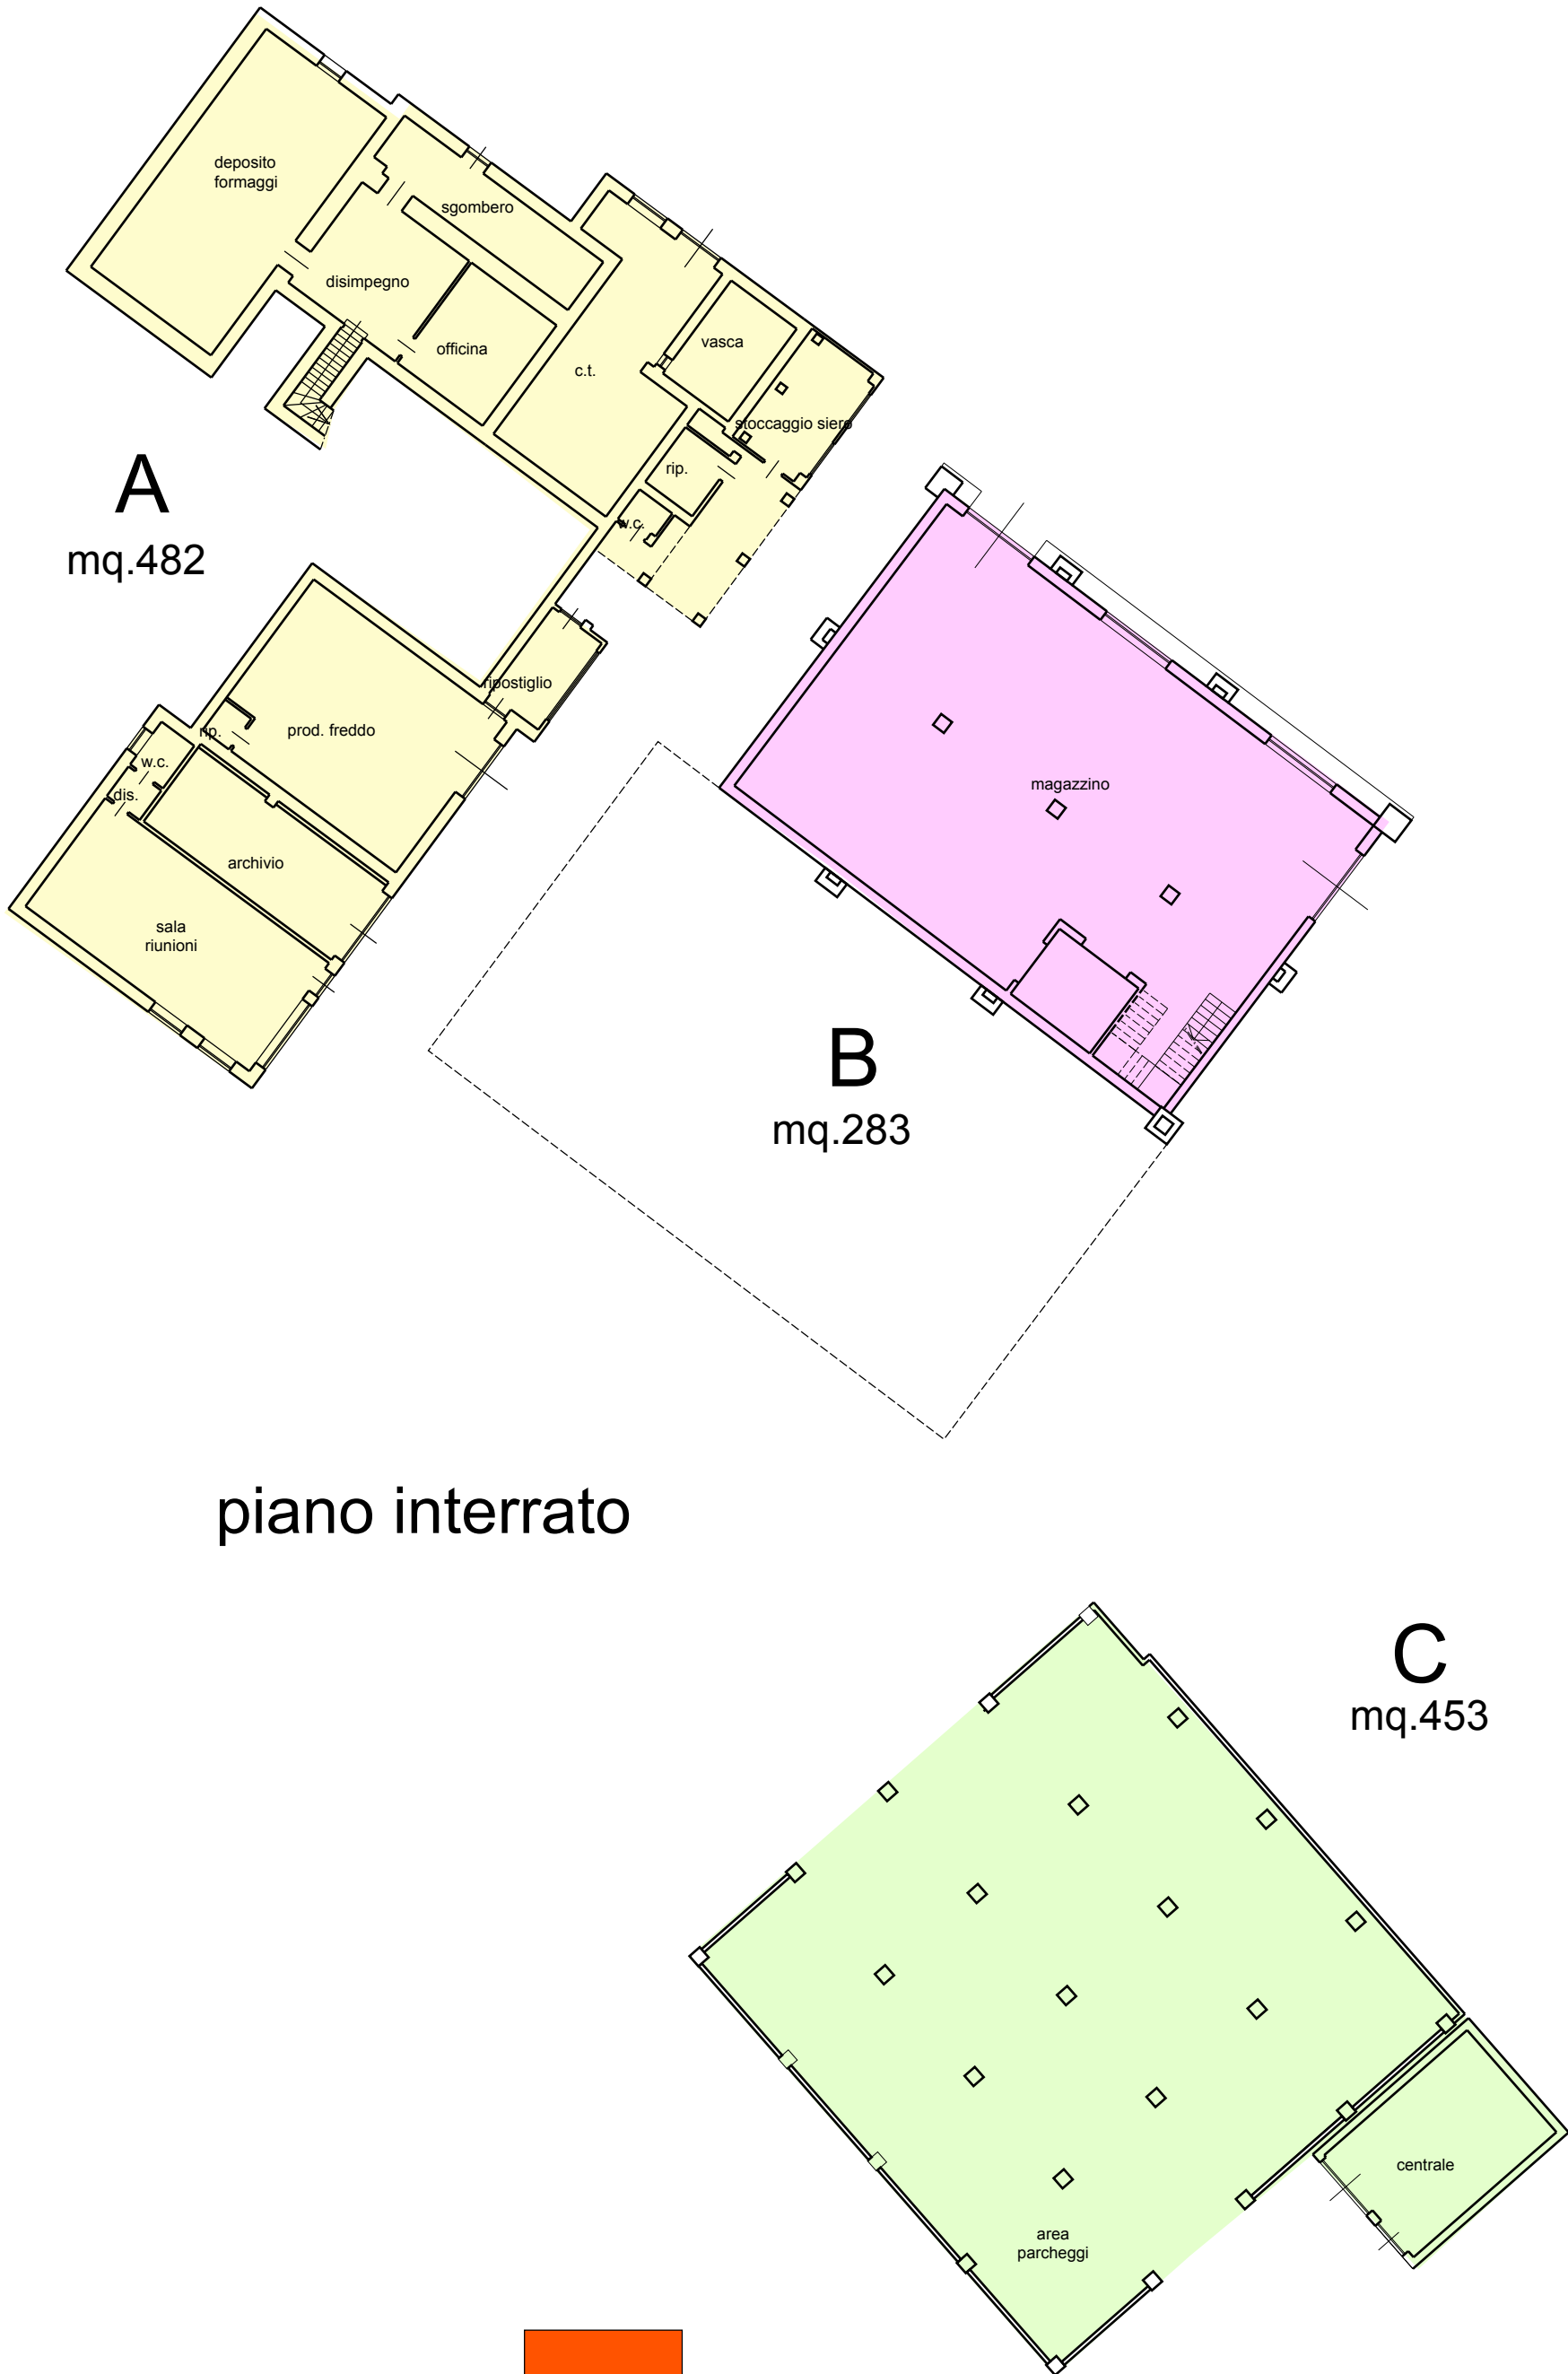 deposito
formaggi
sgombero
disimpegno
officina
c.t.
vasca
stoccaggio siero
rip.
w.c.
A
mq.482
ripostiglio
prod. freddo
rip.
w.c.
dis.
archivio
sala
riunioni
magazzino
B
mq.283
piano interrato
C
mq.453
centrale
area
parcheggi